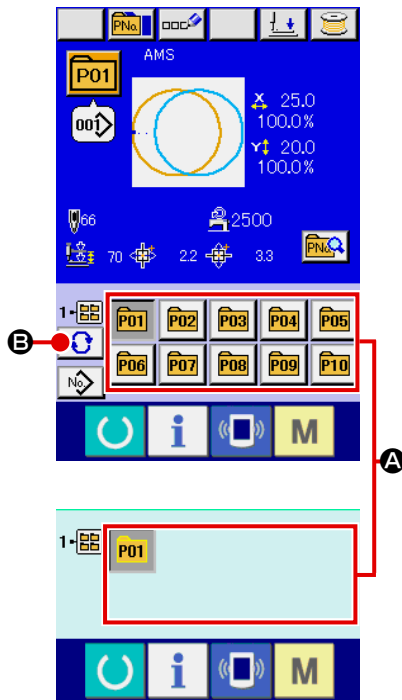 PNo.
AMS
P01
001
X 25.0
100.0%
Y 20.0
100.0%
66
2500
70 2.2 3.3
PNo.
1-
P01 P02 P03 P04 P05
B
No.
P06 P07 P08 P09 P10
i M
A
1-
P01
i M